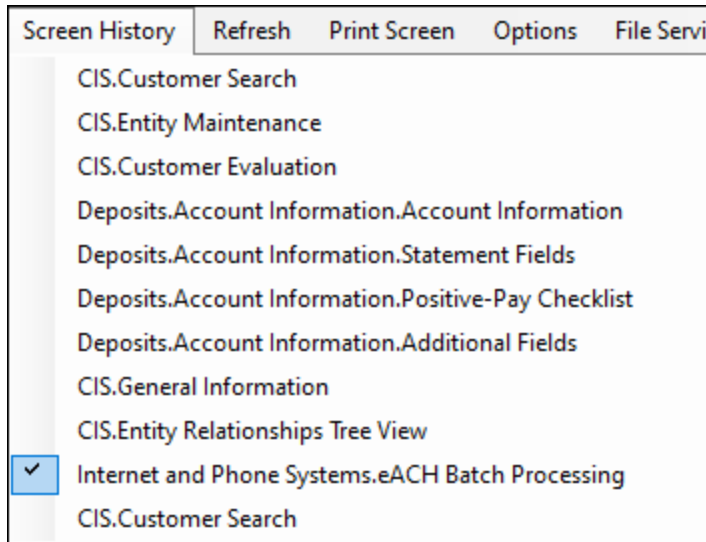 Screen History Refresh Print Screen Options File Servi
CIS.Customer Search
CIS.Entity Maintenance
CIS.Customer Evaluation
Deposits.Account Information.Account Information
Deposits.Account Information.Statement Fields
Deposits.Account Information.Positive-Pay Checklist
Deposits.Account Information.Additional Fields
CIS.General Information
CIS.Entity Relationships Tree View
Internet and Phone Systems.eACH Batch Processing
CIS.Customer Search